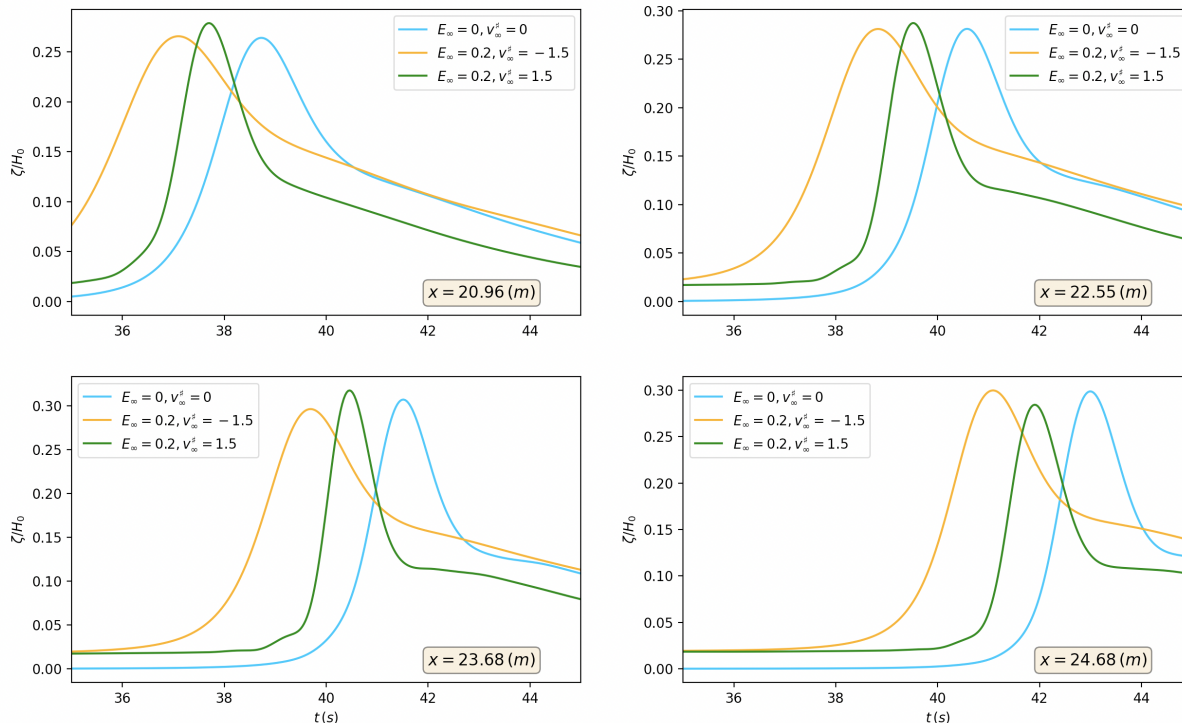 0.25
0.20
0.15
0.10
0.05
0.00
ζ/H₀
E∞ = 0, v∞♯ = 0
E∞ = 0.2, v∞♯ = −1.5
E∞ = 0.2, v∞♯ = 1.5
x = 20.96 (m)
36 38 40 42 44
0.30
0.25
0.20
0.15
0.10
0.05
0.00
ζ/H₀
E∞ = 0, v∞♯ = 0
E∞ = 0.2, v∞♯ = −1.5
E∞ = 0.2, v∞♯ = 1.5
x = 22.55 (m)
36 38 40 42 44
0.30
0.25
0.20
0.15
0.10
0.05
0.00
ζ/H₀
E∞ = 0, v∞♯ = 0
E∞ = 0.2, v∞♯ = −1.5
E∞ = 0.2, v∞♯ = 1.5
x = 23.68 (m)
36 38 40 42 44
t (s)
0.30
0.25
0.20
0.15
0.10
0.05
0.00
ζ/H₀
E∞ = 0, v∞♯ = 0
E∞ = 0.2, v∞♯ = −1.5
E∞ = 0.2, v∞♯ = 1.5
x = 24.68 (m)
36 38 40 42 44
t (s)